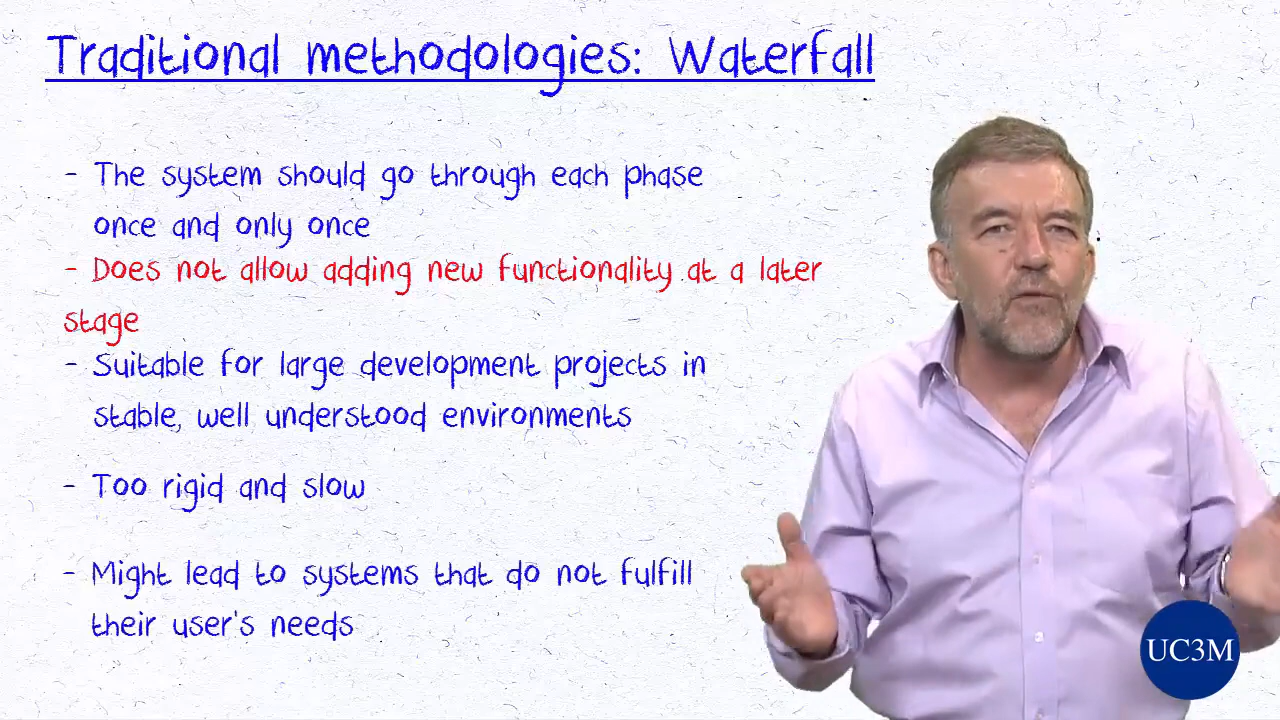 Traditional methodologies: Waterfall
- The system should go through each phase
once and only once
- Does not allow adding new functionality at a later
stage
- Suitable for large development projects in
stable, well understood environments
- Too rigid and slow
- Might lead to systems that do not fulfill
their user's needs
UC3M